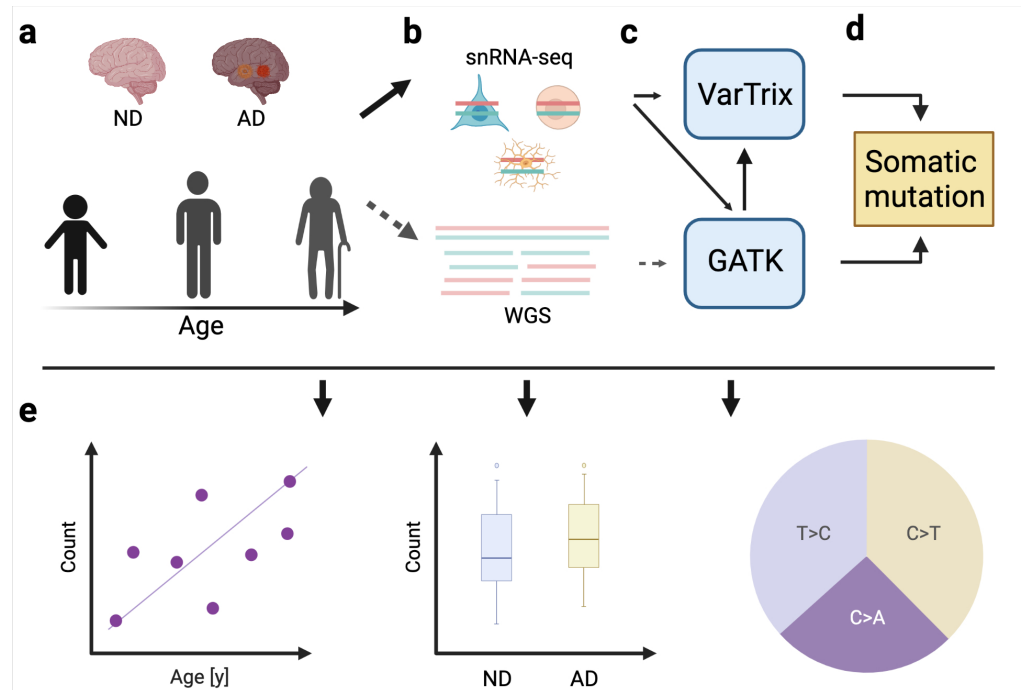 a
b
c
d
ND
AD
snRNA-seq
VarTrix
Somatic
mutation
GATK
WGS
Age
e
Count
Age [y]
Count
ND
AD
T>C
C>T
C>A